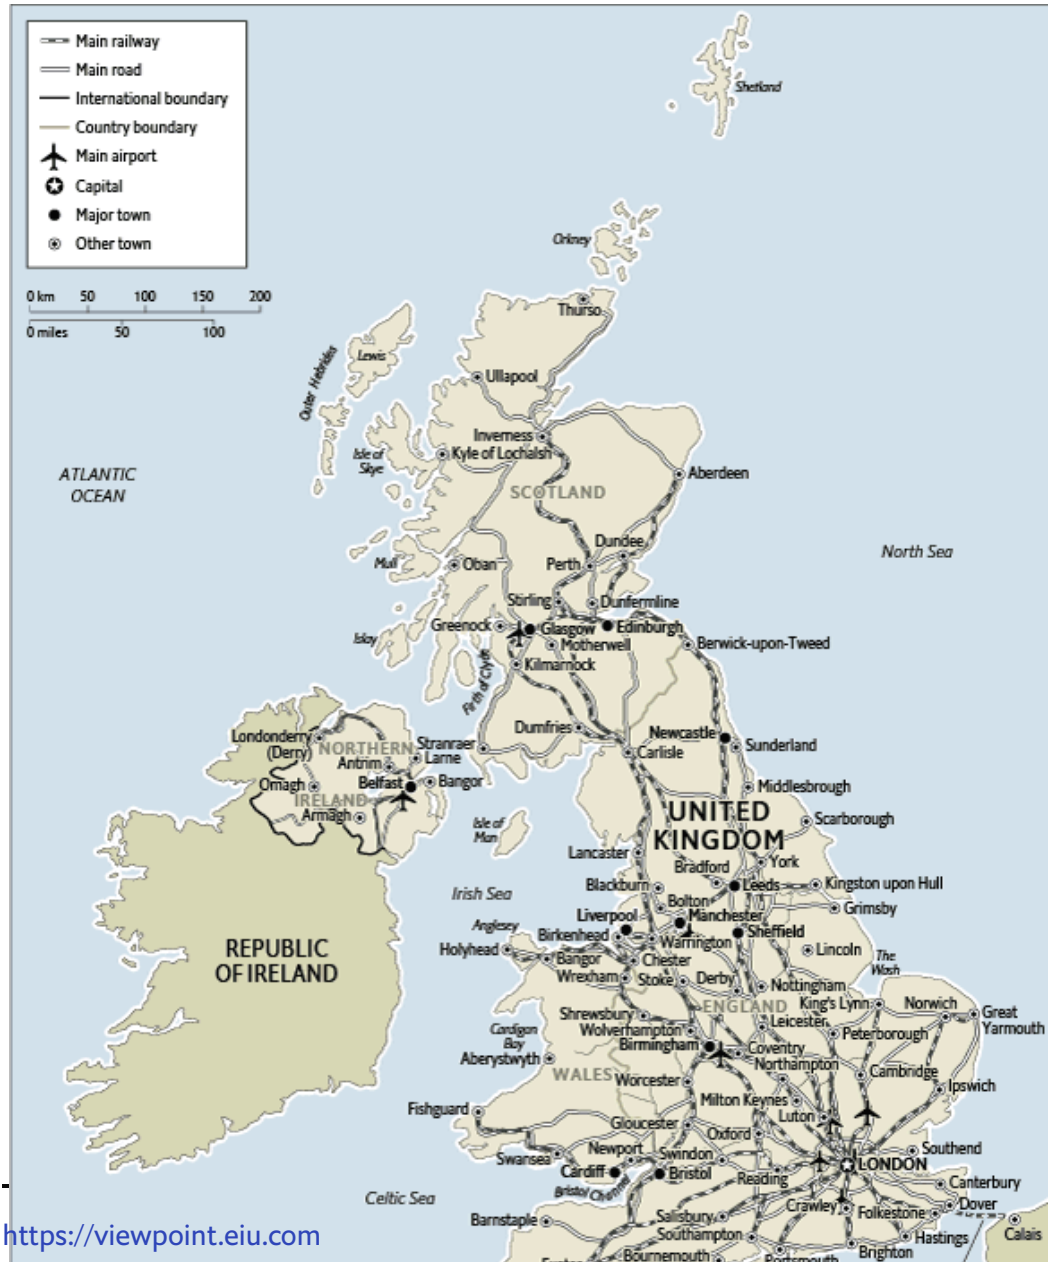 Main railway
Main road
International boundary
Country boundary
Main airport
Capital
Major town
Other town
0 km 50 100 150 200
0 miles 50 100
Shetland
Orkney
Thurso
Lewis
Outer Hebrides
Ullapool
Inverness
Isle of
Skye
Kyle of Lochalsh
ATLANTIC
OCEAN
Aberdeen
SCOTLAND
North Sea
Dundee
Mull
Oban
Perth
Stirling
Dunfermline
Islay
Greenock
Glasgow
Edinburgh
Motherwell
Berwick-upon-Tweed
Kilmarnock
Firth of Clyde
Dumfries
Newcastle
Sunderland
Londonderry
(Derry)
NORTHERN
IRELAND
Stranraer
Larne
Carlisle
Antrim
Belfast
Bangor
Omagh
Armagh
Middlesbrough
UNITED
KINGDOM
Isle of
Man
Scarborough
Lancaster
York
Bradford
Leeds
Kingston upon Hull
Blackburn
Irish Sea
Bolton
Grimsby
Liverpool
Manchester
Anglesey
Birkenhead
Sheffield
Warrington
Holyhead
Lincoln
REPUBLIC
OF IRELAND
Bangor
Chester
The
Wash
Wrexham
Stoke
Derby
Nottingham
ENGLAND
King's Lynn
Norwich
Great
Yarmouth
Shrewsbury
Leicester
Cardigan
Bay
Wolverhampton
Peterborough
Birmingham
Coventry
Aberystwyth
Northampton
WALES
Worcester
Cambridge
Ipswich
Milton Keynes
Fishguard
Luton
Gloucester
Oxford
Newport
Swindon
Southend
Swansea
LONDON
Cardiff
Bristol
Reading
Canterbury
Bristol Channel
Celtic Sea
Crawley
Dover
Folkestone
Barnstaple
Salisbury
Calais
https://viewpoint.eiu.com
Southampton
Hastings
Brighton
Bournemouth
Portsmouth
Exeter